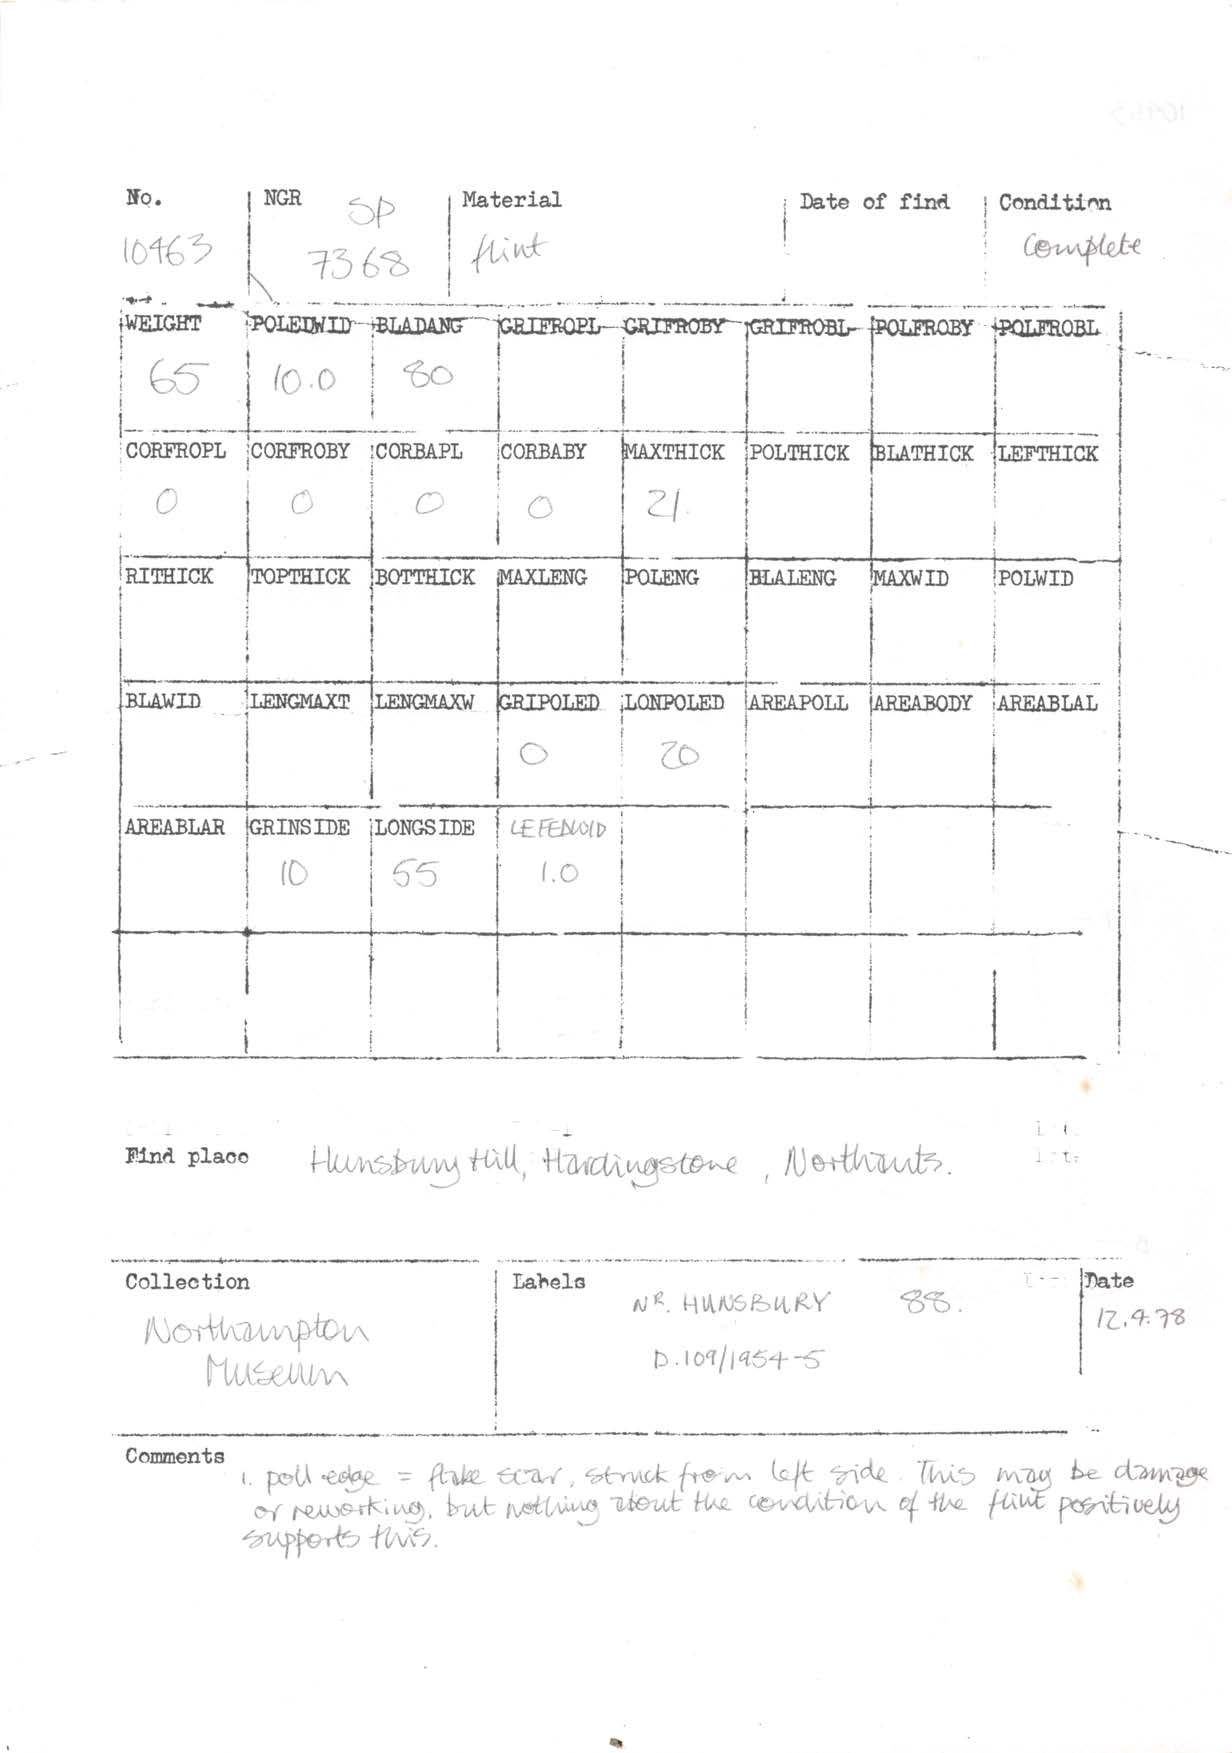 No. NGR SP Material Date of find Condition
10463 7368 flint Complete
WEIGHT POLEDWID BLADANG GRIFROPL GRIFROBY GRIFROBL POLFROBY POLFROBL
65 10.0 80
CORFROPL CORFROBY CORBAPL CORBABY MAXTHICK POLTHICK BLATHICK LEFTHICK
0 0 0 0 21
RITHICK TOPTHICK BOTTHICK MAXLENG POLENG BLALENG MAXWID POLWID
BLAWID LENGMAXT LENGMAXW GRIPOLED LONPOLED AREAPOLL AREABODY AREABLAL
0 20
AREABLAR GRINSIDE LONGSIDE LEFEDWID
10 55 1.0
Find place Hunsbury Hill, Hardingstone, Northants.
Collection Labels Date
NR. HUNSBURY 88. 12.4.78
Northampton
Museum
D.109/1954-5
Comments
1. poll edge = flake scar, struck from left side. This may be damage
or reworking, but nothing about the condition of the flint positively
supports this.